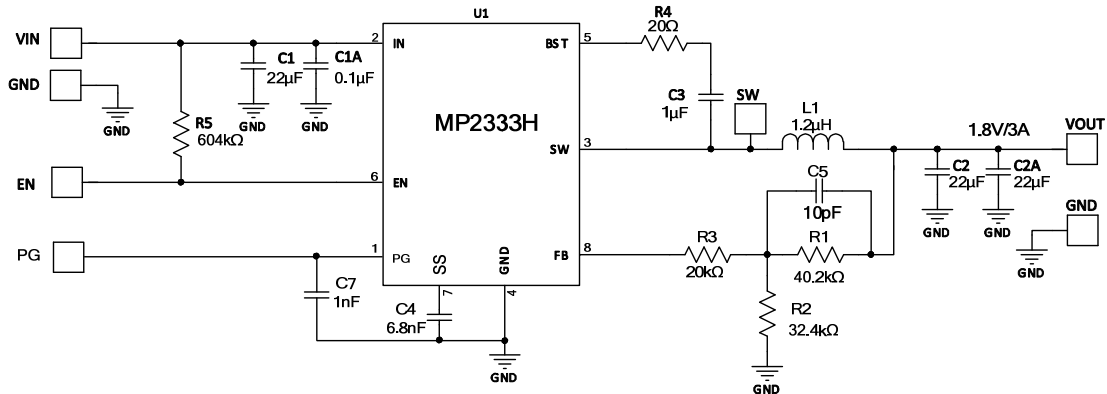 U1
VIN
2
IN
BST
5
R4
20Ω
C1
22µF
C1A
0.1µF
GND
GND
GND
GND
R5
604kΩ
MP2333H
C3
1µF
SW
L1
1.2µH
1.8V/3A
VOUT
SW
3
C2
22µF
C2A
22µF
GND
GND
EN
6
EN
C5
10pF
GND
GND
PG
1
PG
FB
8
R3
20kΩ
R1
40.2kΩ
SS
GND
7
4
C7
1nF
C4
6.8nF
R2
32.4kΩ
GND
GND